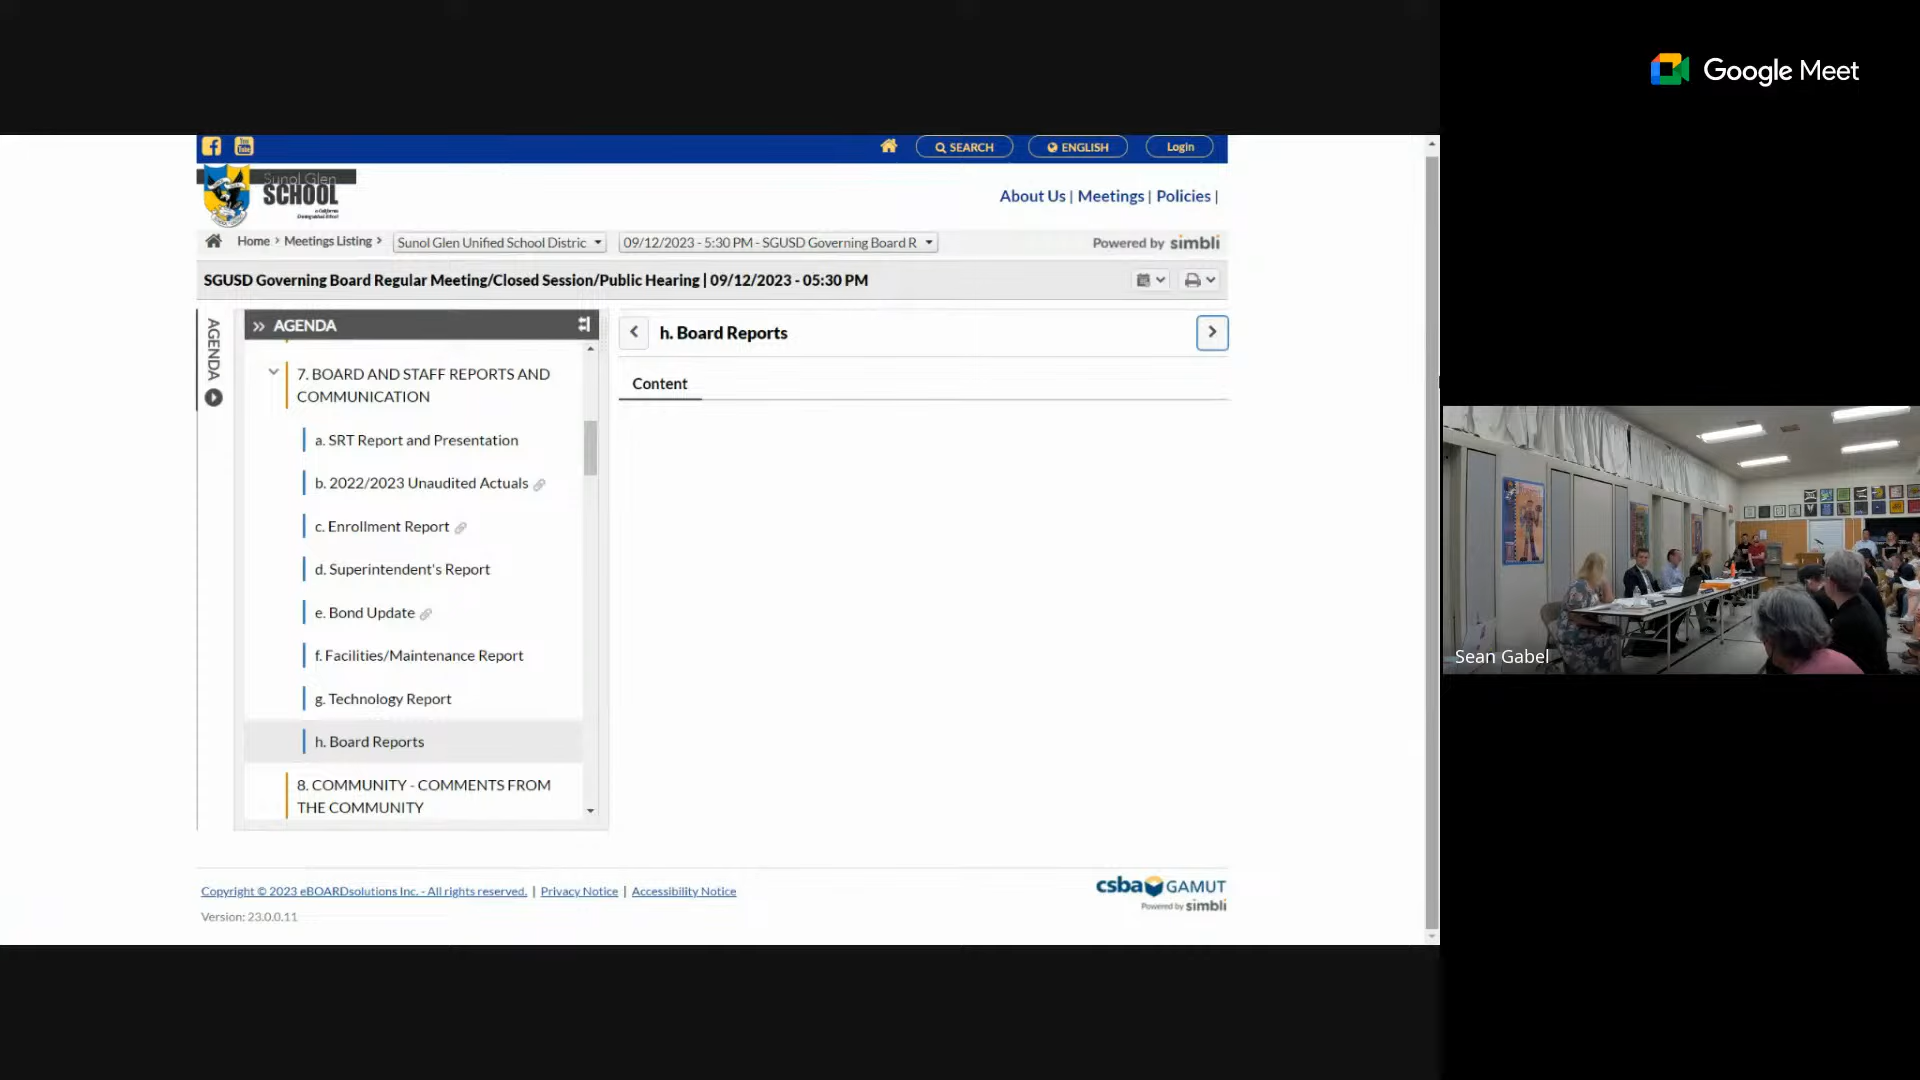 Google Meet
SEARCH
ENGLISH
Login
Sunol Glen
SCHOOL
About Us | Meetings | Policies |
Home > Meetings Listing >
Sunol Glen Unified School Distric
09/12/2023 - 5:30 PM - SGUSD Governing Board R
Powered by simbli
SGUSD Governing Board Regular Meeting/Closed Session/Public Hearing | 09/12/2023 - 05:30 PM
AGENDA
AGENDA
7. BOARD AND STAFF REPORTS AND
COMMUNICATION
a. SRT Report and Presentation
b. 2022/2023 Unaudited Actuals
c. Enrollment Report
d. Superintendent's Report
e. Bond Update
f. Facilities/Maintenance Report
g. Technology Report
h. Board Reports
8. COMMUNITY - COMMENTS FROM
THE COMMUNITY
h. Board Reports
Content
Sean Gabel
Copyright © 2023 eBOARDsolutions Inc. - All rights reserved. | Privacy Notice | Accessibility Notice
Version: 23.0.0.11
csba GAMUT
Powered by simbli